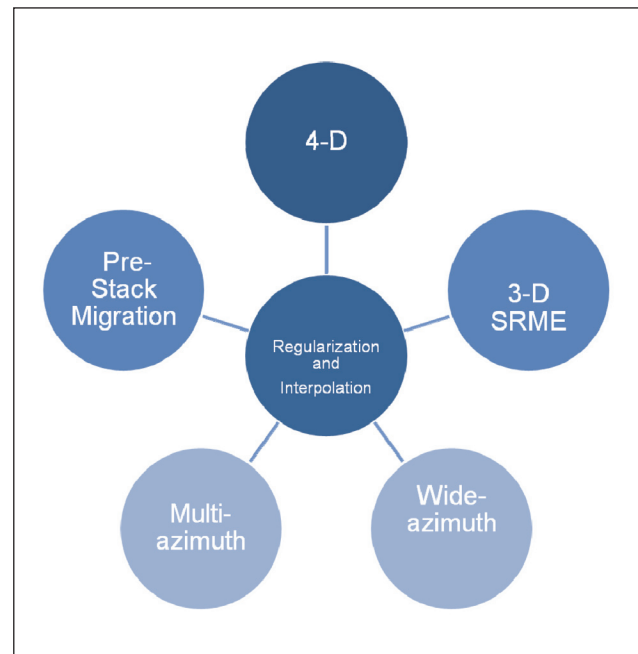 4-D
Pre-
Stack
Migration
3-D
SRME
Regularization
and
Interpolation
Multi-
azimuth
Wide-
azimuth